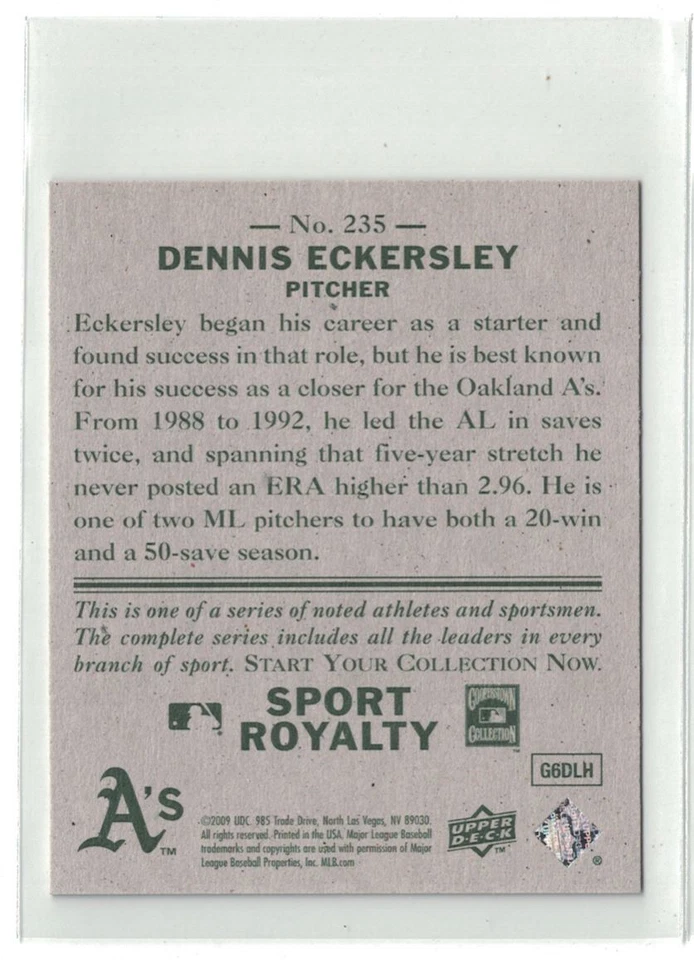 — No. 235 —
DENNIS ECKERSLEY
PITCHER
Eckersley began his career as a starter and
found success in that role, but he is best known
for his success as a closer for the Oakland A's.
From 1988 to 1992, he led the AL in saves
twice, and spanning that five-year stretch he
never posted an ERA higher than 2.96. He is
one of two ML pitchers to have both a 20-win
and a 50-save season.
This is one of a series of noted athletes and sportsmen.
The complete series includes all the leaders in every
branch of sport. START YOUR COLLECTION NOW.
SPORT
ROYALTY
COOPERSTOWN
COLLECTION
™
G6DLH
A's™
©2009 UDC. 985 Trade Drive, North Las Vegas, NV 89030.
All rights reserved. Printed in the USA. Major League Baseball
trademarks and copyrights are used with permission of Major
League Baseball Properties, Inc. MLB.com
UPPER
D·E·C·K
™
®